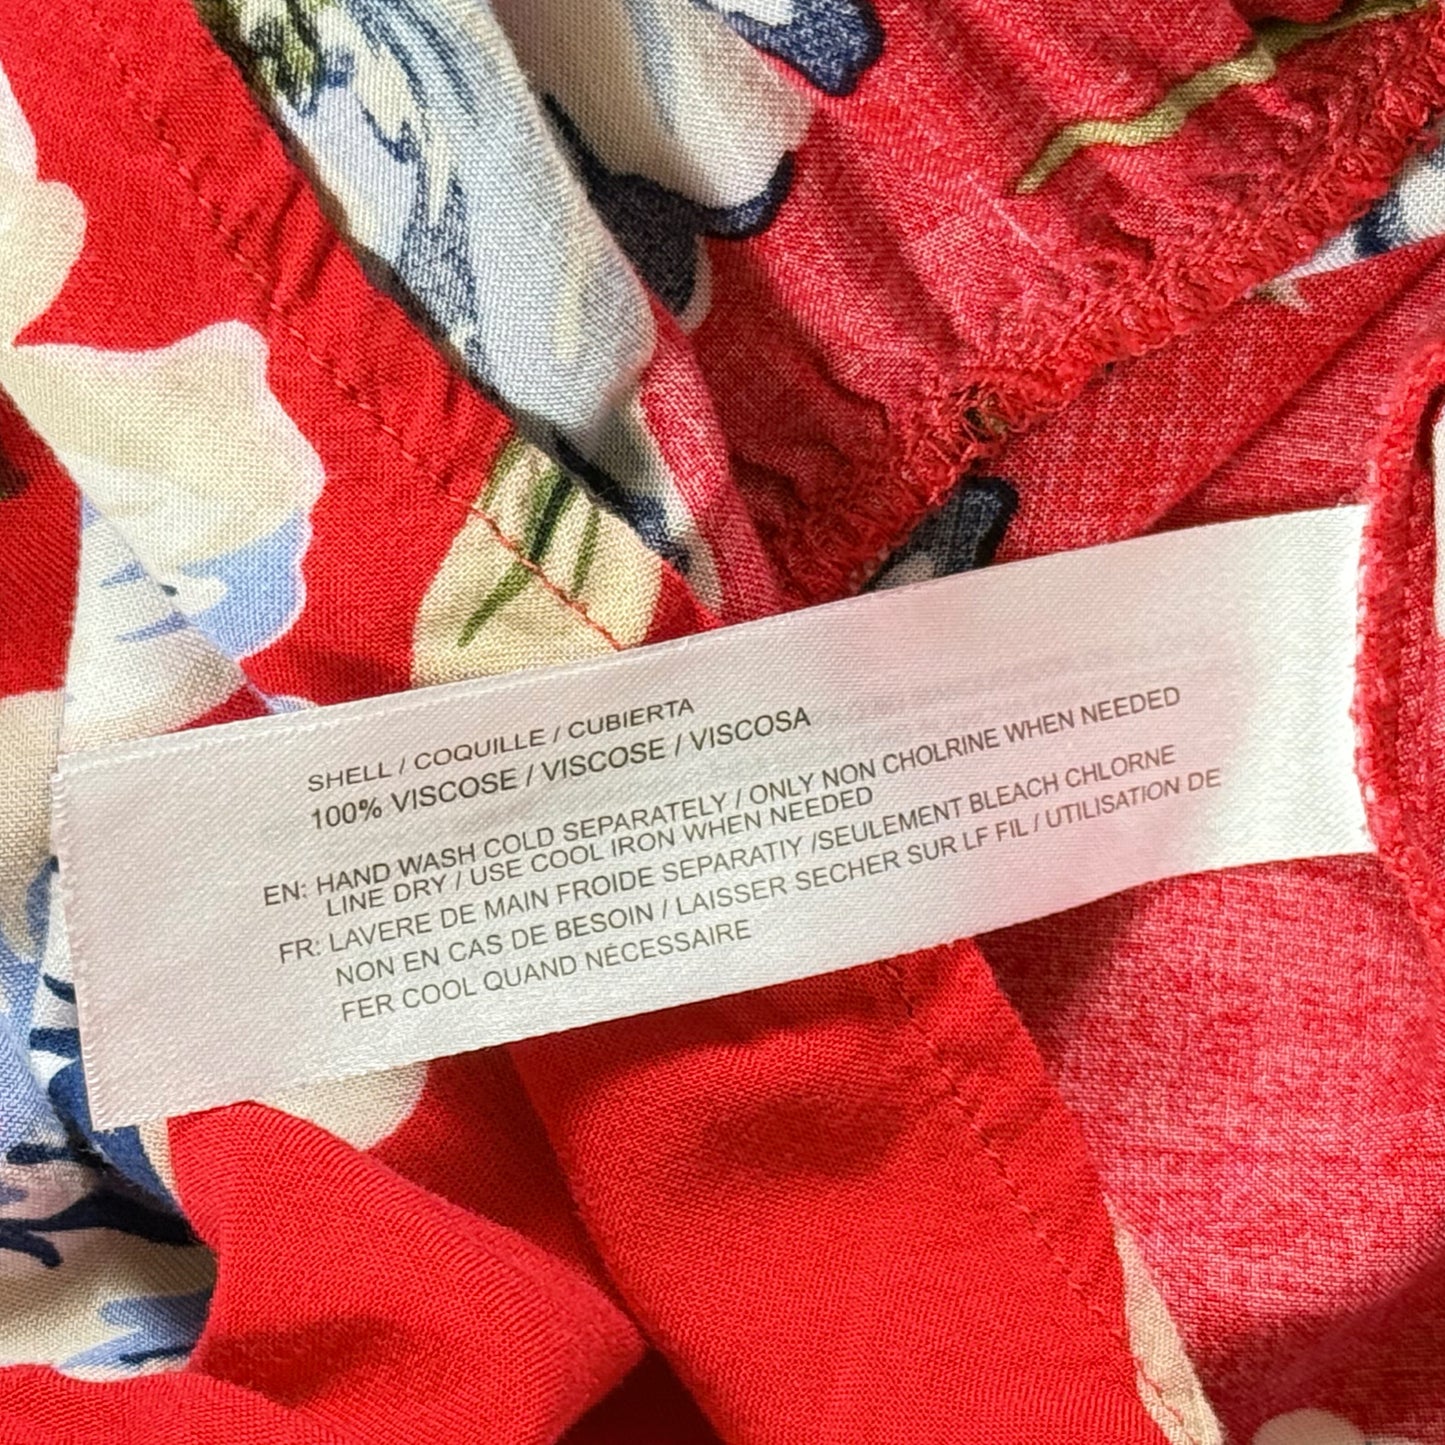 SHELL / COQUILLE / CUBIERTA
100% VISCOSE / VISCOSE / VISCOSA
EN: HAND WASH COLD SEPARATELY / ONLY NON CHOLRINE WHEN NEEDED
LINE DRY / USE COOL IRON WHEN NEEDED
FR: LAVERE DE MAIN FROIDE SEPARATIY /SEULEMENT BLEACH CHLORNE
NON EN CAS DE BESOIN / LAISSER SECHER SUR LF FIL / UTILISATION DE
FER COOL QUAND NÉCESSAIRE